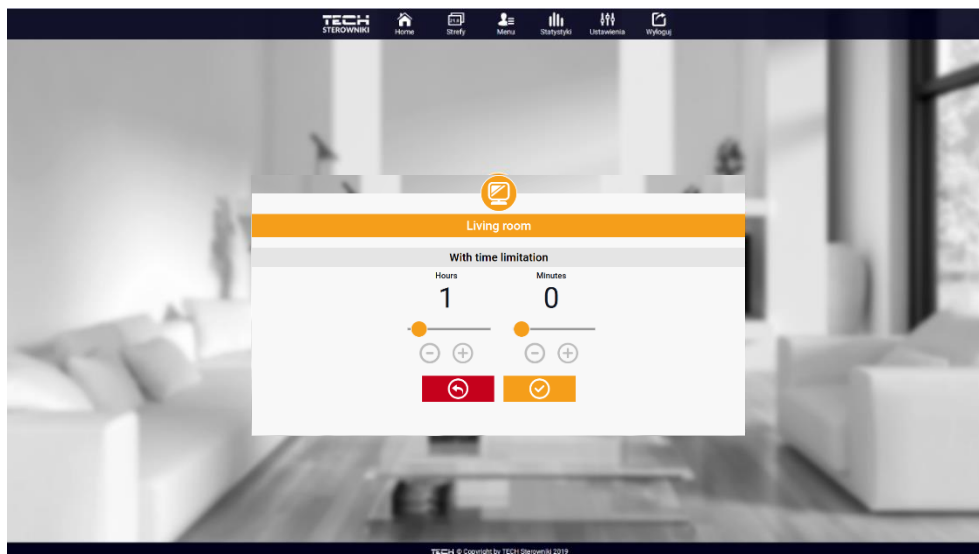 TECH
STEROWNIKI
Home
Strefy
Menu
Statystyki
Ustawienia
Wyloguj
Living room
With time limitation
Hours
Minutes
1
0
TECH © Copyright by TECH Sterowniki 2019